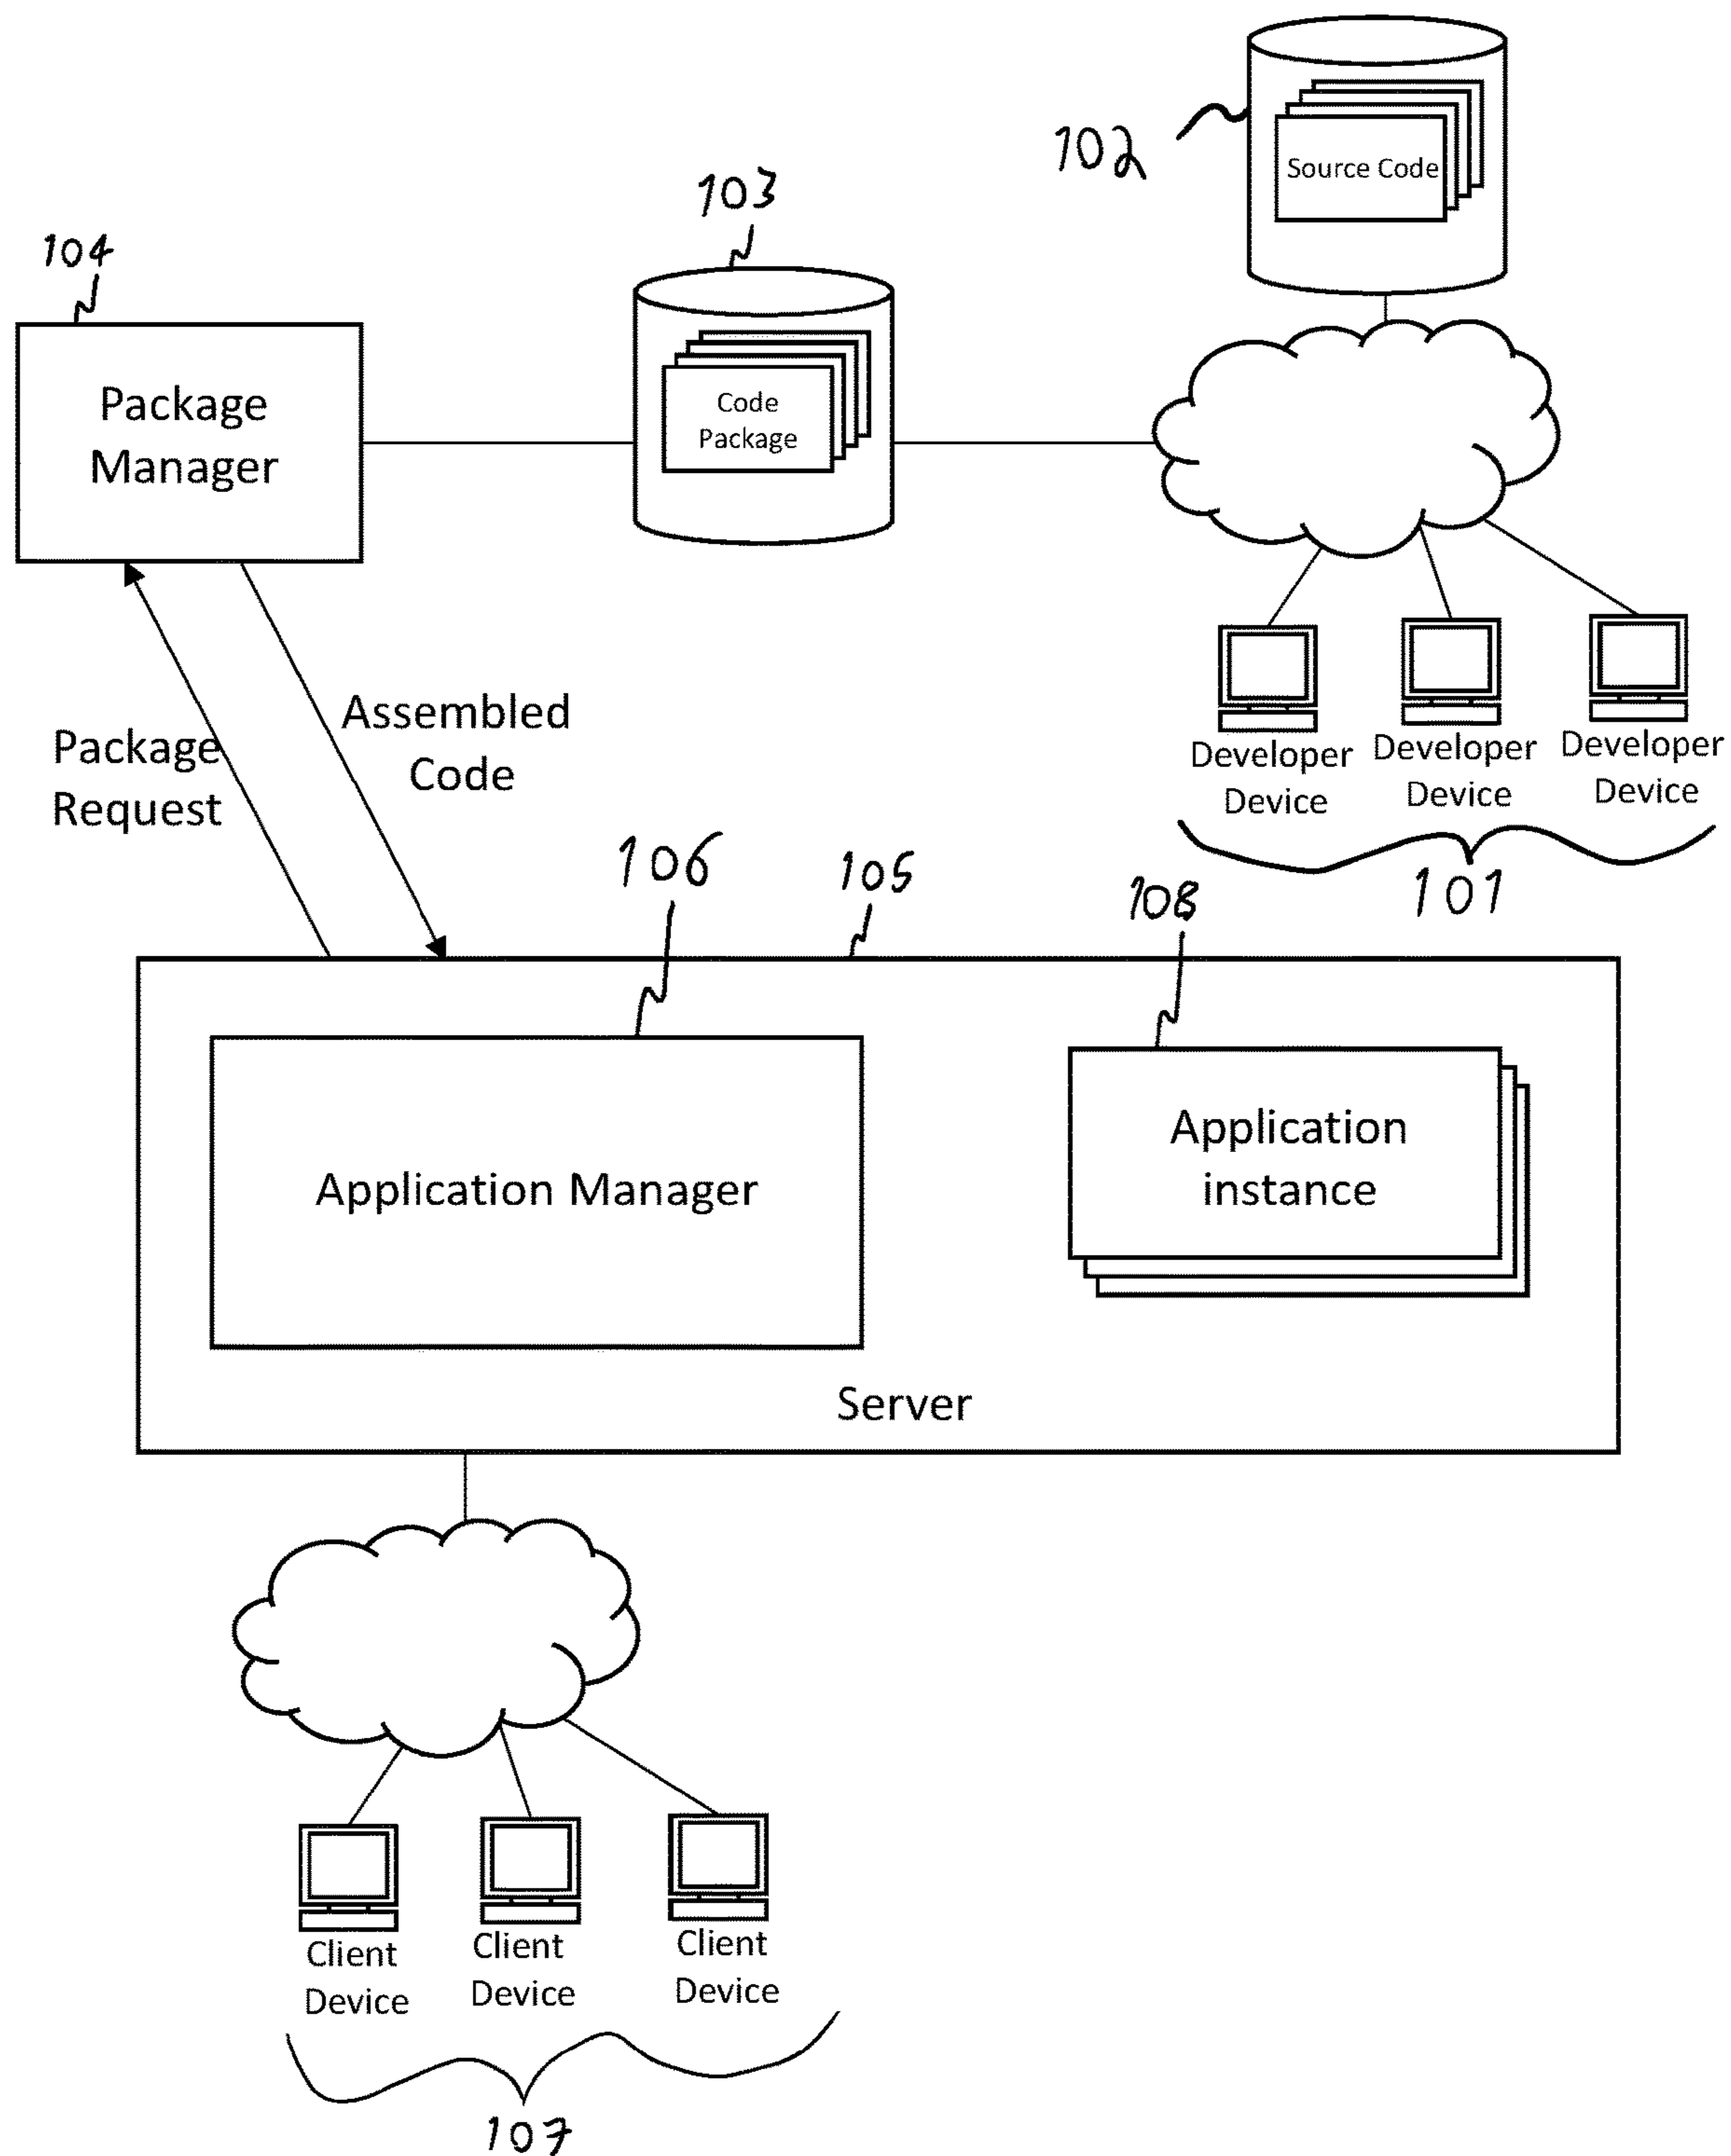 102
Source Code
103
104
Code
Package
Package
Manager
Assembled
Code
Package
Request
Developer
Device
Developer
Device
Developer
Device
101
106
105
108
Application Manager
Application
instance
Server
Client
Device
Client
Device
Client
Device
107